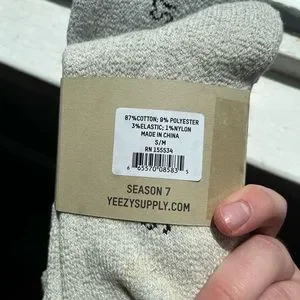 87%COTTON; 9% POLYESTER
3%ELASTIC; 1%NYLON
MADE IN CHINA
S/M
RN 155534
6 65570 08583 5
SEASON 7
YEEZYSUPPLY.COM